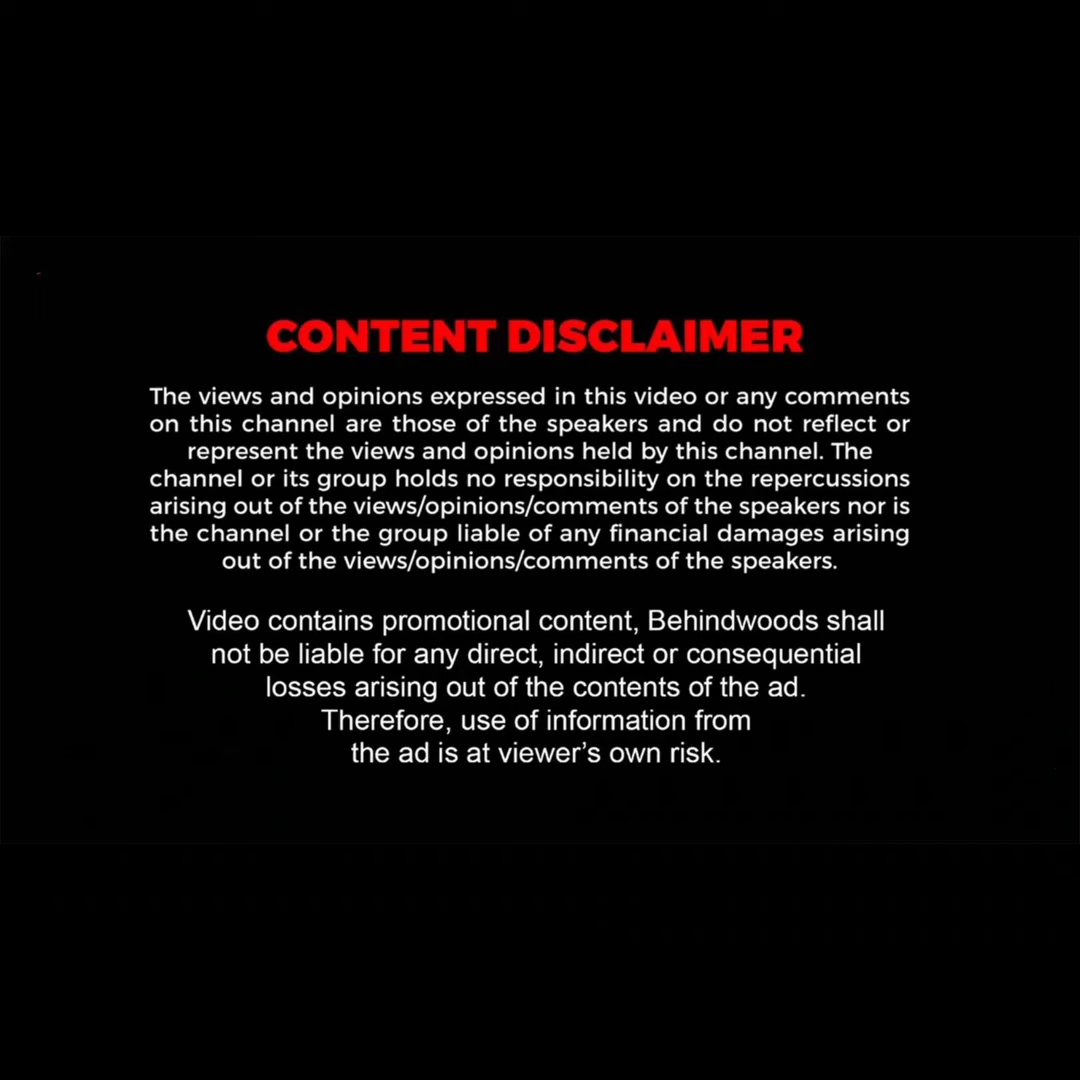 CONTENT DISCLAIMER
The views and opinions expressed in this video or any comments
on this channel are those of the speakers and do not reflect or
represent the views and opinions held by this channel. The
channel or its group holds no responsibility on the repercussions
arising out of the views/opinions/comments of the speakers nor is
the channel or the group liable of any financial damages arising
out of the views/opinions/comments of the speakers.
Video contains promotional content, Behindwoods shall
not be liable for any direct, indirect or consequential
losses arising out of the contents of the ad.
Therefore, use of information from
the ad is at viewer’s own risk.